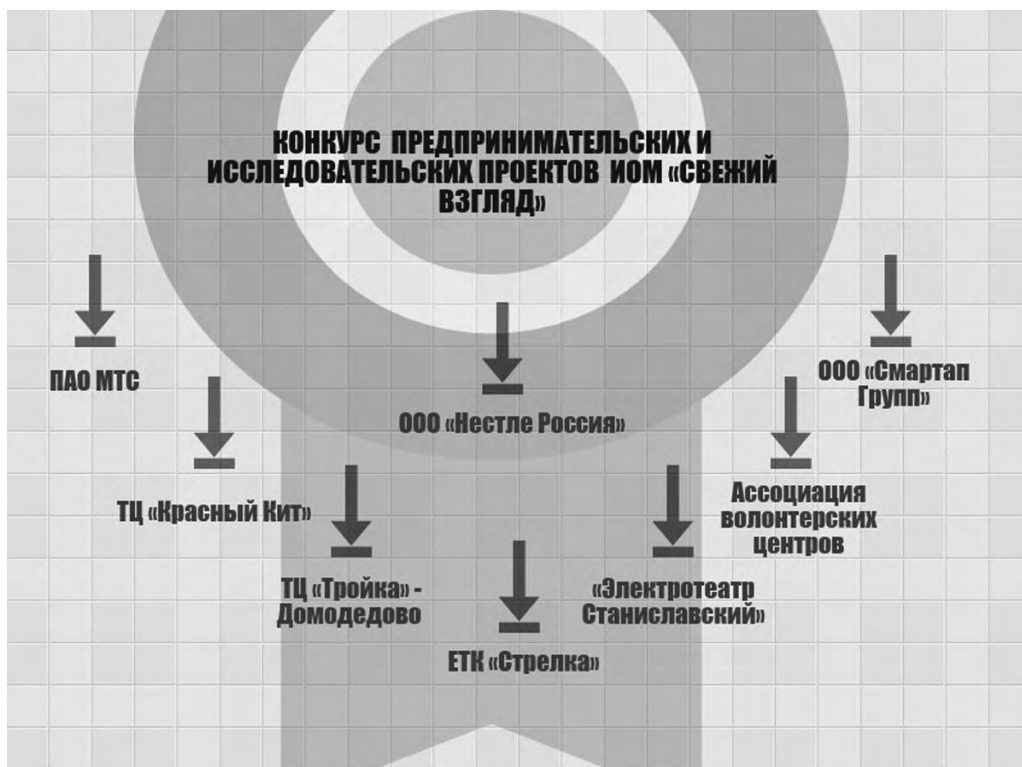 КОНКУРС ПРЕДПРИНИМАТЕЛЬСКИХ И
ИССЛЕДОВАТЕЛЬСКИХ ПРОЕКТОВ ИОМ «СВЕЖИЙ
ВЗГЛЯД»
ПАО МТС
ТЦ «Красный Кит»
ТЦ «Тройка» -
Домодедово
ООО «Нестле Россия»
ЕТК «Стрелка»
«Электротеатр
Станиславский»
Ассоциация
волонтерских
центров
ООО «Смартап
Групп»